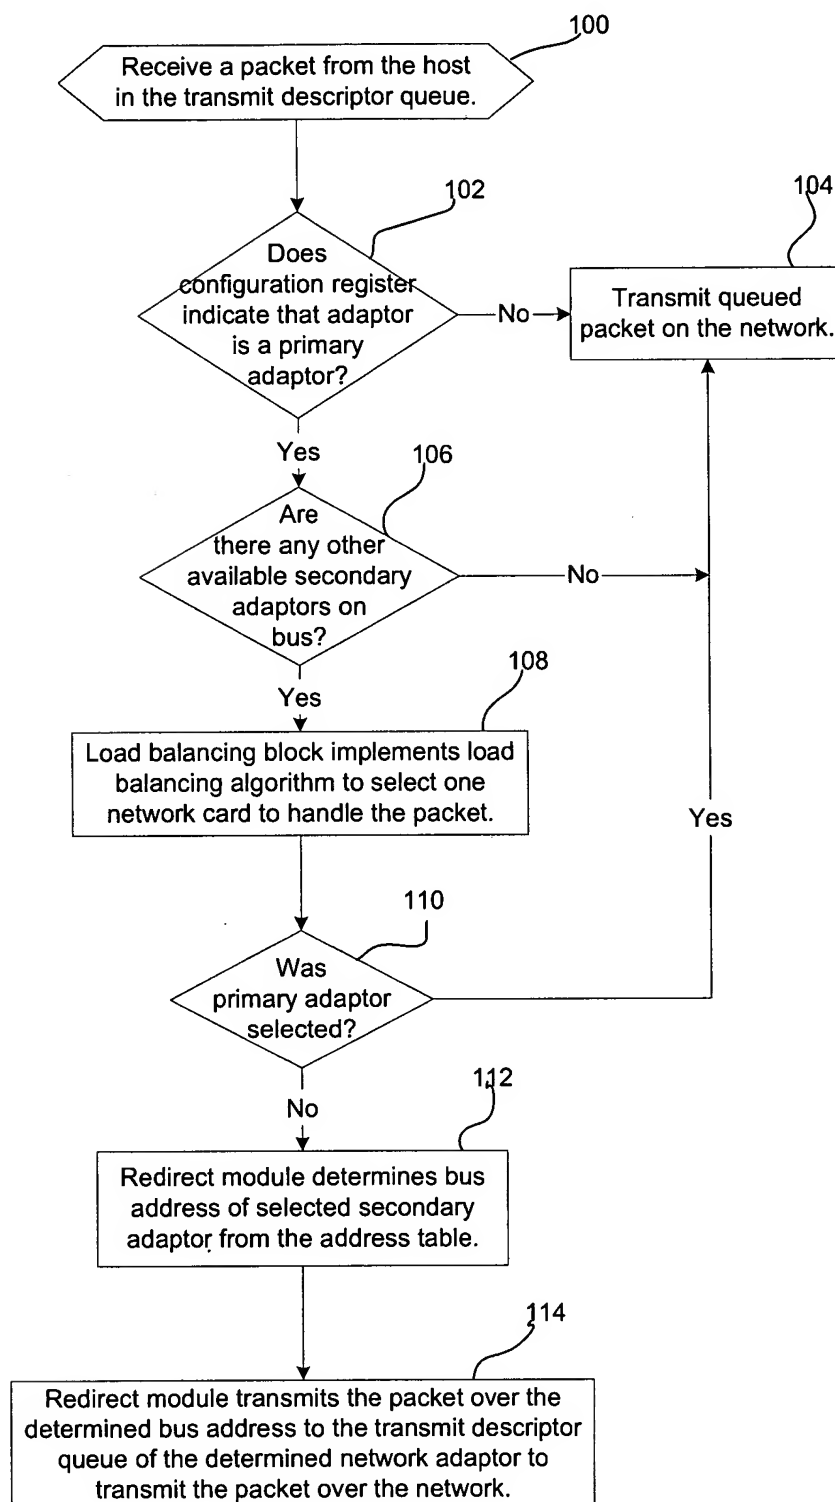 100
Receive a packet from the host
in the transmit descriptor queue.
102
Does
configuration register
indicate that adaptor
is a primary
adaptor?
No
104
Transmit queued
packet on the network.
Yes
106
Are
there any other
available secondary
adaptors on
bus?
No
Yes
108
Load balancing block implements load
balancing algorithm to select one
network card to handle the packet.
Yes
110
Was
primary adaptor
selected?
No
112
Redirect module determines bus
address of selected secondary
adaptor from the address table.
114
Redirect module transmits the packet over the
determined bus address to the transmit descriptor
queue of the determined network adaptor to
transmit the packet over the network.